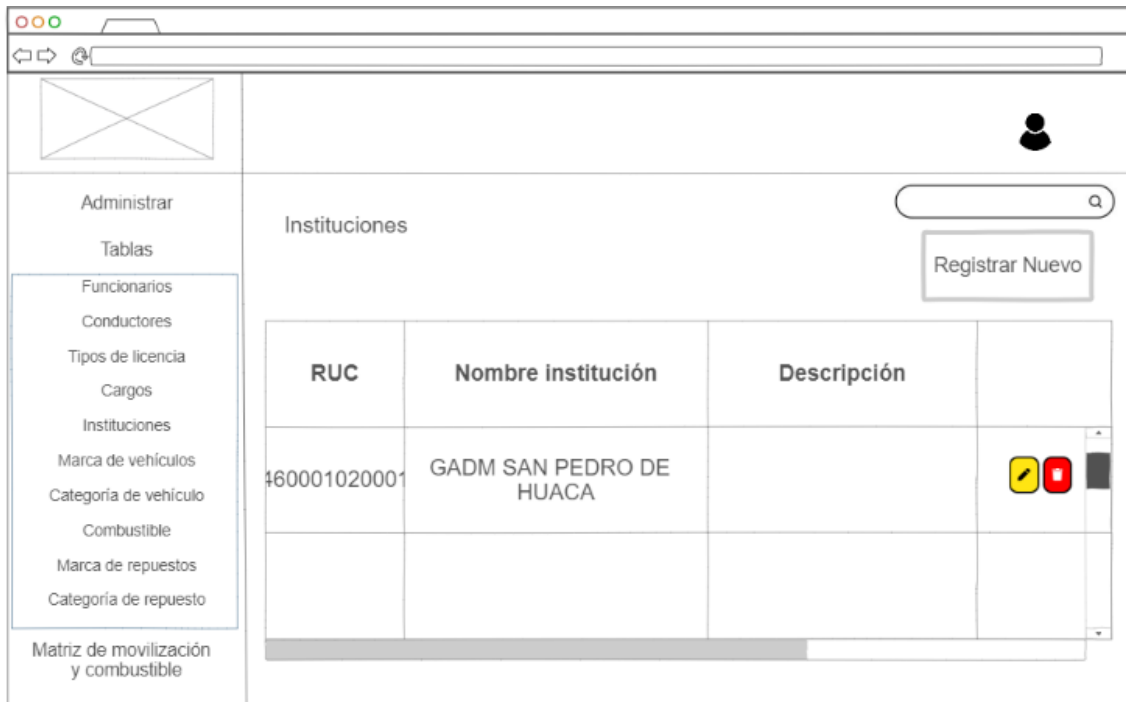 Administrar
Tablas
Funcionarios
Conductores
Tipos de licencia
Cargos
Instituciones
Marca de vehículos
Categoría de vehículo
Combustible
Marca de repuestos
Categoría de repuesto
Matriz de movilización
y combustible
Instituciones
Registrar Nuevo
RUC
Nombre institución
Descripción
460001020001
GADM SAN PEDRO DE
HUACA